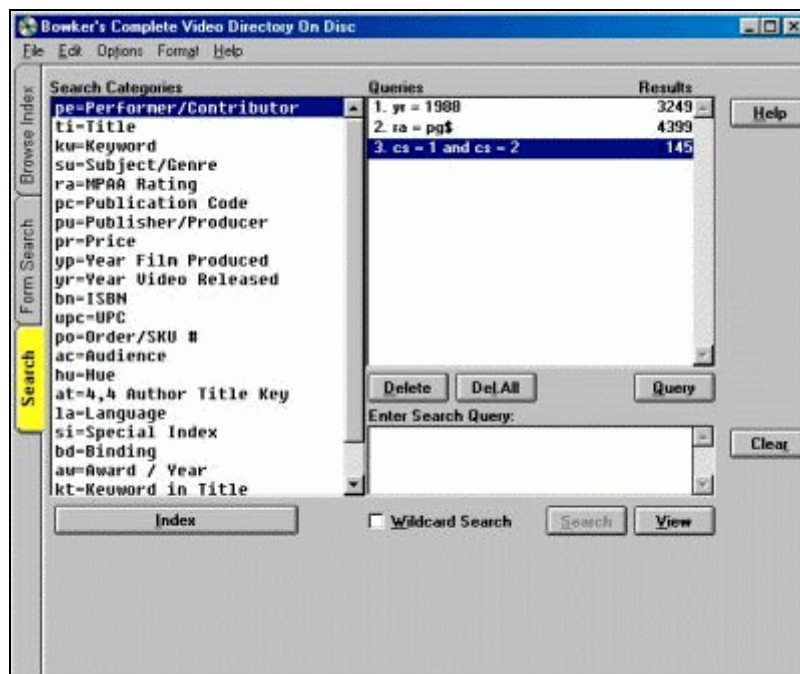 Bowker's Complete Video Directory On Disc
File Edit Options Format Help
Browse Index
Form Search
Search
Search Categories
pe=Performer/Contributor
ti=Title
kw=Keyword
su=Subject/Genre
ra=MPAA Rating
pc=Publication Code
pu=Publisher/Producer
pr=Price
yp=Year Film Produced
yr=Year Video Released
bn=ISBN
upc=UPC
po=Order/SKU #
ac=Audience
hu=Hue
at=4,4 Author Title Key
la=Language
si=Special Index
bd=Binding
aw=Award / Year
kt=Keyword in Title
Index
Queries Results
1. yr = 1988 3249
2. ra = pg$ 4399
3. cs = 1 and cs = 2 145
Delete Del.All Query
Enter Search Query:
Wildcard Search Search View
Help
Clear